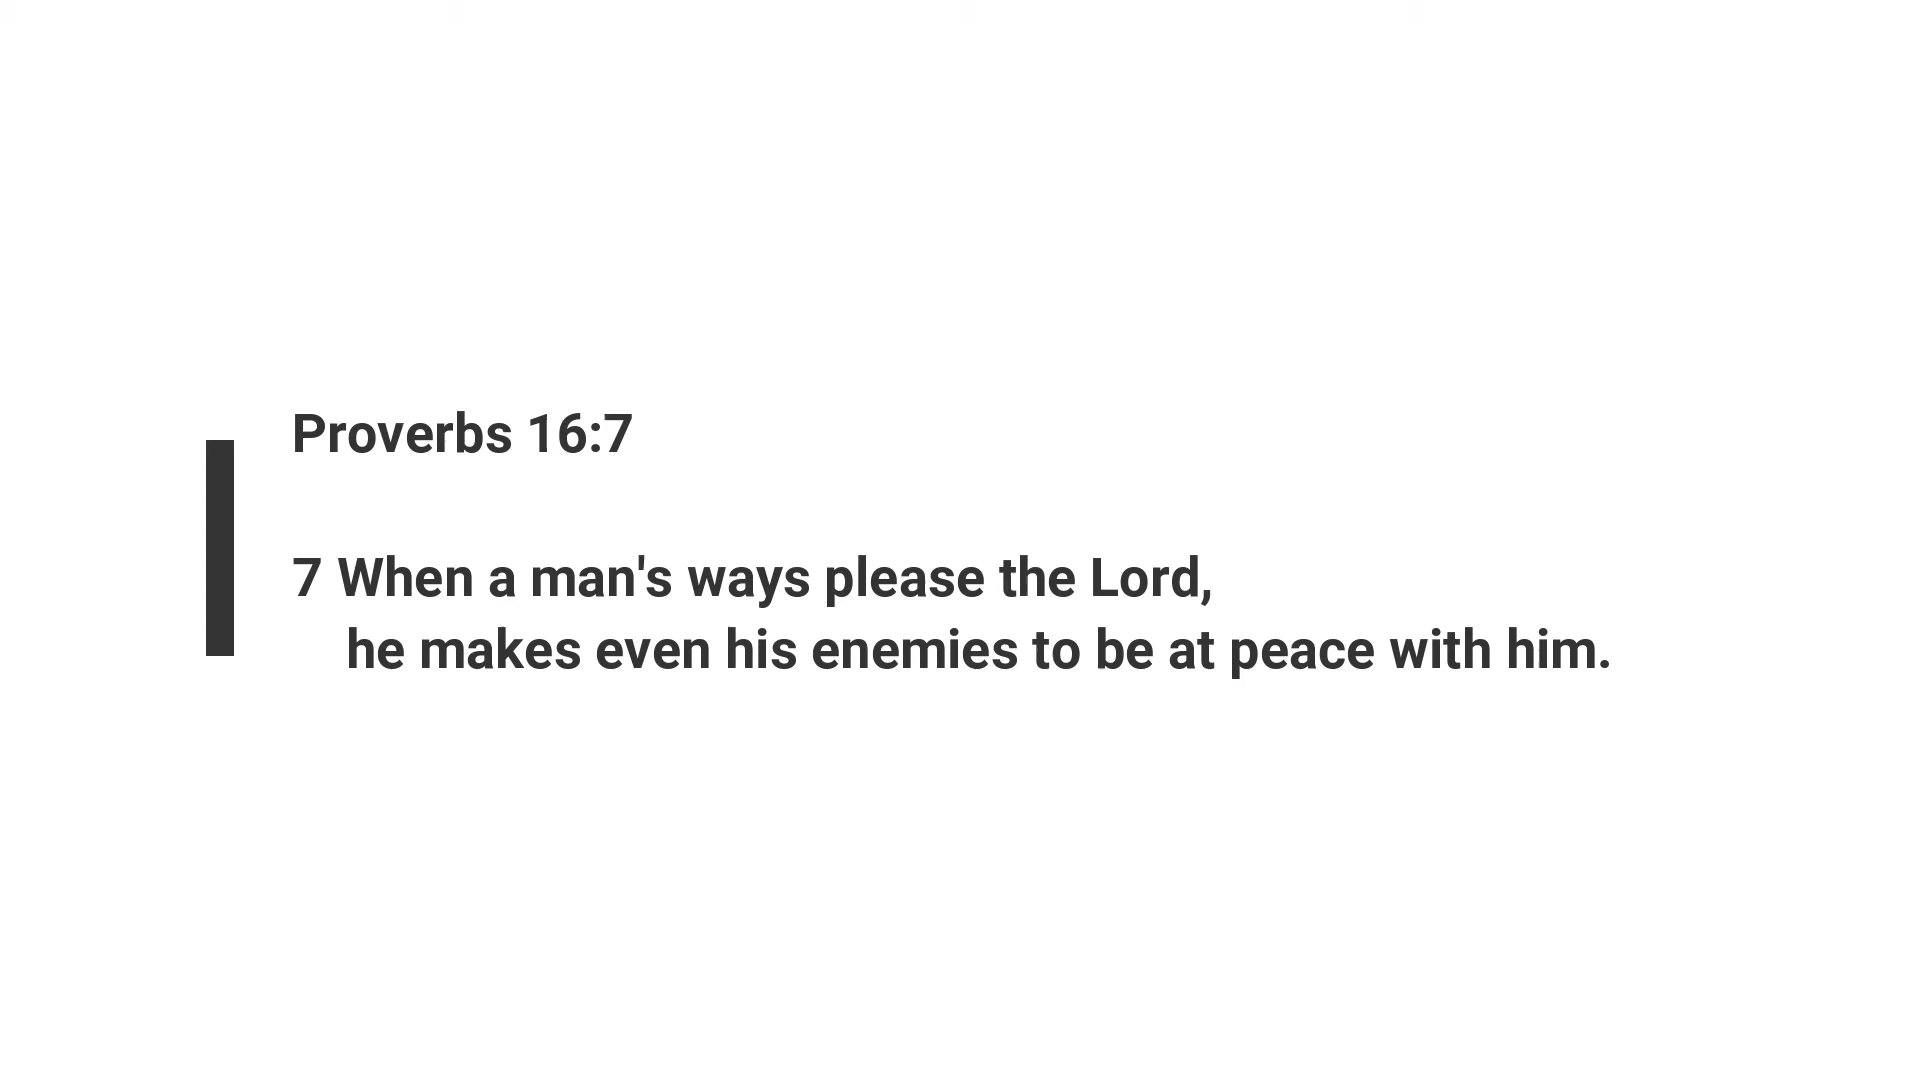 Proverbs 16:7
7 When a man's ways please the Lord,
he makes even his enemies to be at peace with him.